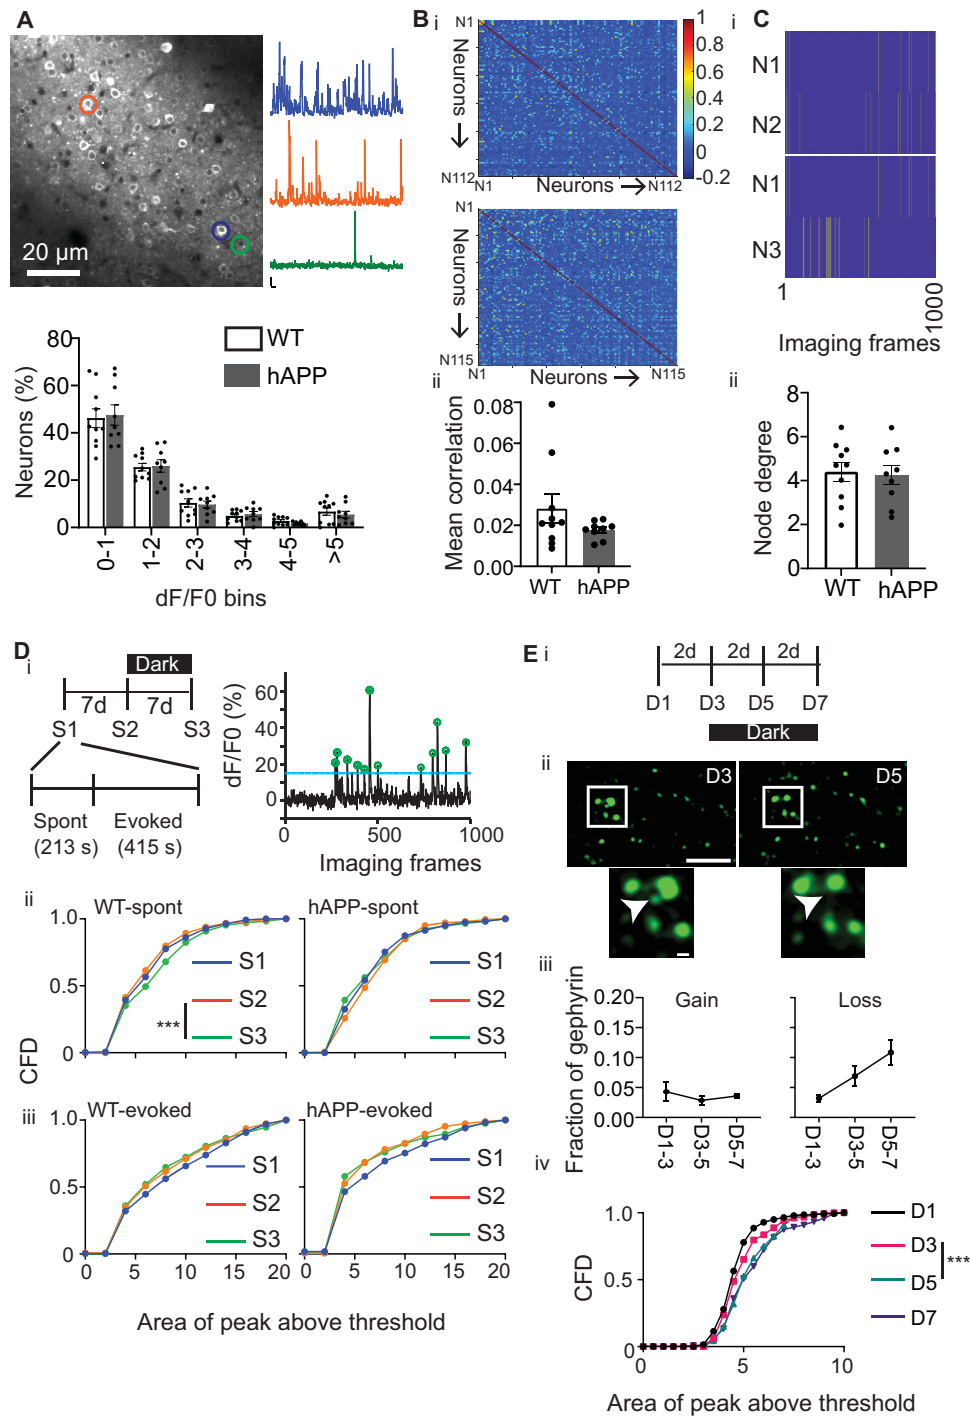 A
20 µm
80
60
40
20
0
Neurons (%)
WT
hAPP
0-1
1-2
2-3
3-4
4-5
>5
dF/F0 bins
B i
N1
Neurons
N112
N1
Neurons
N112
1
0.8
0.6
0.4
0.2
0
-0.2
N1
Neurons
N115
N1
Neurons
N115
ii
0.08
0.06
0.04
0.02
0.00
Mean correlation
WT
hAPP
i C
N1
N2
N1
N3
1
1000
Imaging frames
ii
8
6
4
2
0
Node degree
WT
hAPP
D
i
Dark
7d
7d
S1
S2
S3
Spont
(213 s)
Evoked
(415 s)
dF/F0 (%)
60
40
20
0
0
500
1000
Imaging frames
ii
WT-spont
1.0
0.5
0
S1
S2
S3
***
hAPP-spont
S1
S2
S3
CFD
iii
WT-evoked
1.0
0.5
0
S1
S2
S3
0
5
10
15
20
hAPP-evoked
S1
S2
S3
0
5
10
15
20
Area of peak above threshold
E i
2d
2d
2d
D1
D3
D5
D7
Dark
ii
D3
D5
iii
Fraction of gephyrin
0.20
0.15
0.10
0.05
0.00
Gain
D1-3
D3-5
D5-7
Loss
D1-3
D3-5
D5-7
iv
CFD
1.0
0.5
0
0
5
10
D1
D3
D5
D7
***
Area of peak above threshold